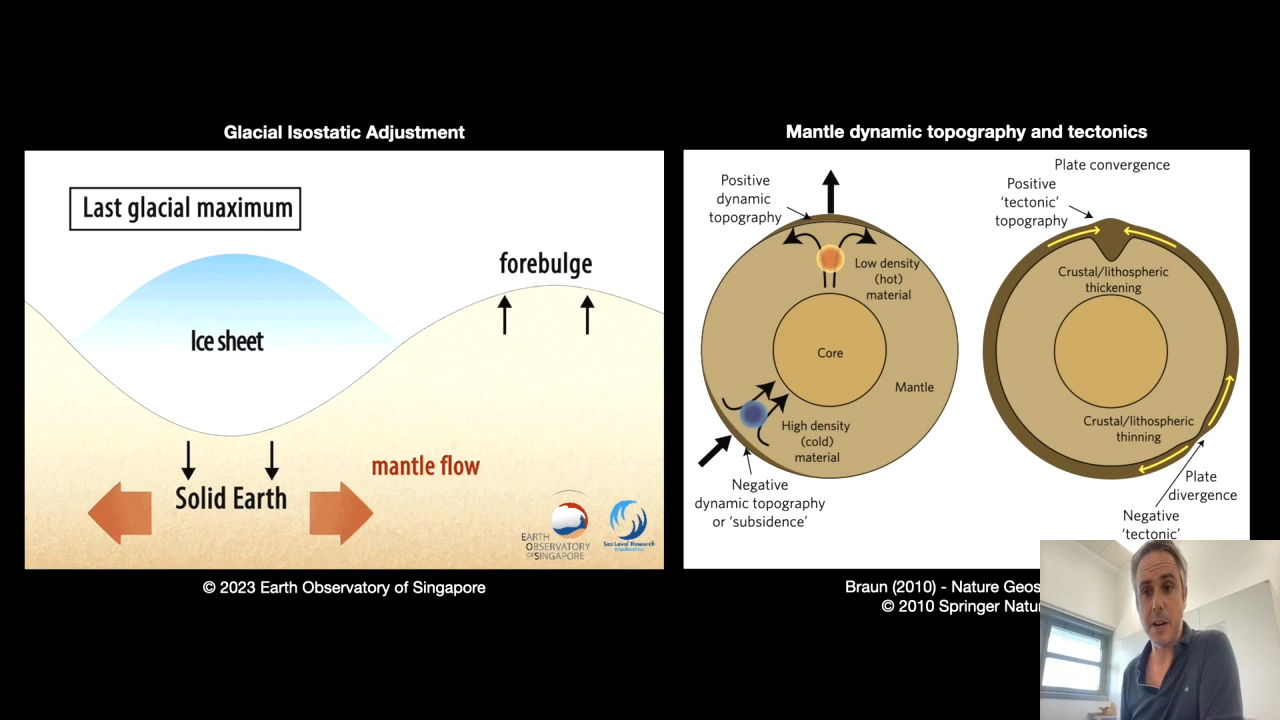 Glacial Isostatic Adjustment
Last glacial maximum
forebulge
Ice sheet
mantle flow
Solid Earth
EARTH
OBSERVATORY
OF SINGAPORE
Sea Level Research
© 2023 Earth Observatory of Singapore
Mantle dynamic topography and tectonics
Positive
dynamic
topography
Low density
(hot)
material
Core
Mantle
High density
(cold)
material
Negative
dynamic topography
or ‘subsidence’
Plate convergence
Positive
‘tectonic’
topography
Crustal/lithospheric
thickening
Crustal/lithospheric
thinning
Plate
divergence
Negative
‘tectonic’
Braun (2010) - Nature Geos
© 2010 Springer Natu